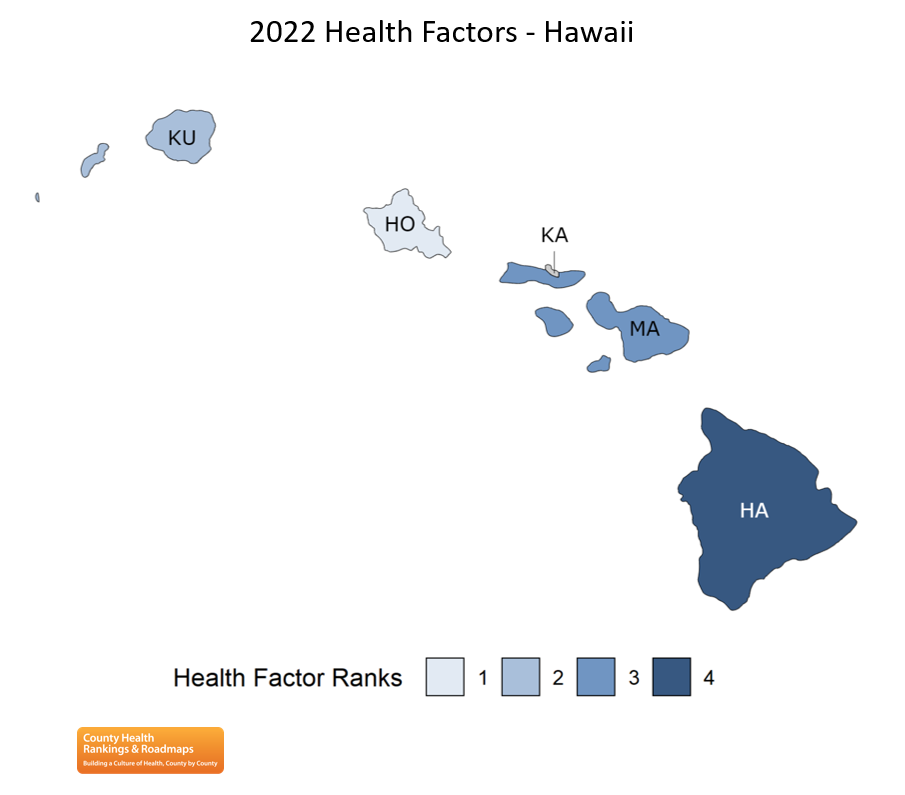 2022 Health Factors - Hawaii
KU
HO
KA
MA
HA
Health Factor Ranks 1 2 3 4
County Health
Rankings & Roadmaps
Building a Culture of Health, County by County